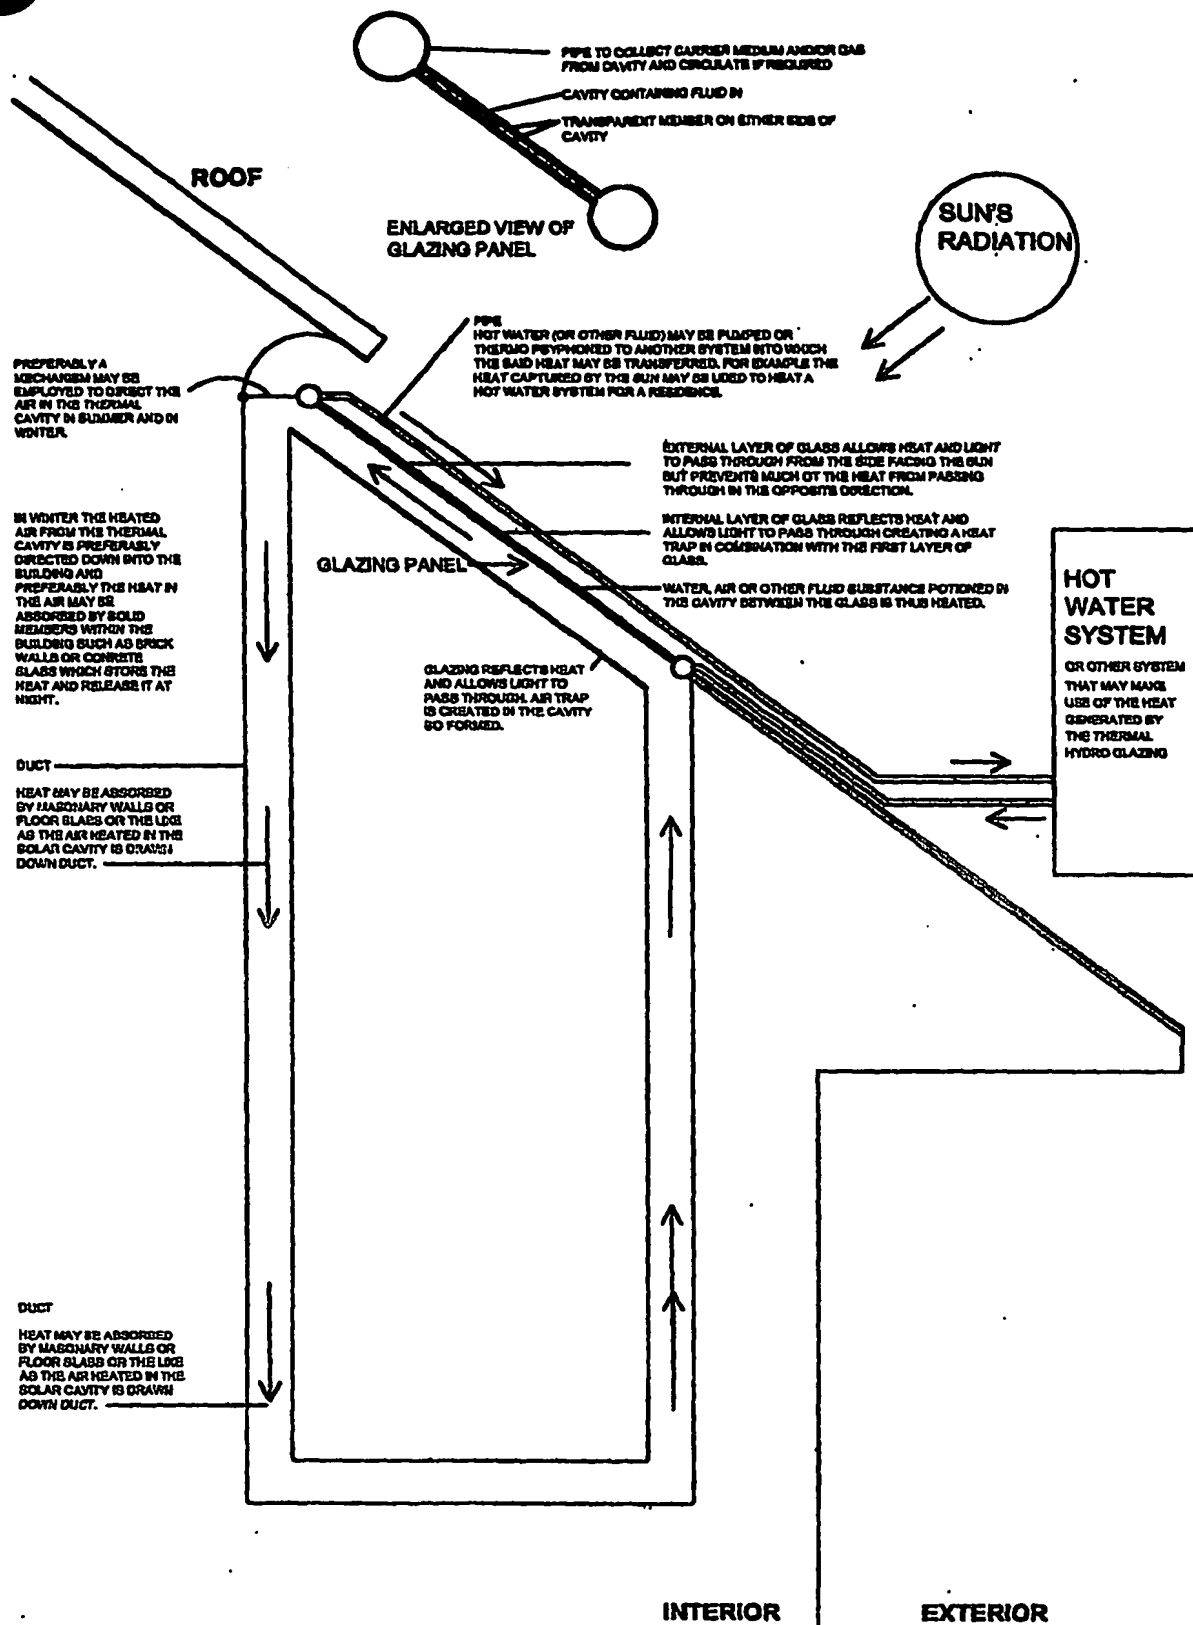 PIPE TO COLLECT CARRIER MEDIUM AND/OR GAS
FROM CAVITY AND CIRCULATE IF REQUIRED
CAVITY CONTAINING FLUID IN
TRANSPARENT MEMBER ON EITHER SIDE OF
CAVITY
ROOF
ENLARGED VIEW OF
GLAZING PANEL
SUN'S
RADIATION
PIPE
HOT WATER (OR OTHER FLUID) MAY BE PUMPED OR
THERMO PSYPHONED TO ANOTHER SYSTEM INTO WHICH
THE SAID HEAT MAY BE TRANSFERRED. FOR EXAMPLE THE
HEAT CAPTURED BY THE SUN MAY BE USED TO HEAT A
HOT WATER SYSTEM FOR A RESIDENCE.
PREFERABLY A
MECHANISM MAY BE
EMPLOYED TO DIRECT THE
AIR IN THE THERMAL
CAVITY IN SUMMER AND IN
WINTER.
EXTERNAL LAYER OF GLASS ALLOWS HEAT AND LIGHT
TO PASS THROUGH FROM THE SIDE FACING THE SUN
BUT PREVENTS MUCH OT THE HEAT FROM PASSING
THROUGH IN THE OPPOSITE DIRECTION.
INTERNAL LAYER OF GLASS REFLECTS HEAT AND
ALLOWS LIGHT TO PASS THROUGH CREATING A HEAT
TRAP IN COMBINATION WITH THE FIRST LAYER OF
GLASS.
WATER, AIR OR OTHER FLUID SUBSTANCE POTIONED IN
THE CAVITY BETWEEN THE GLASS IS THUS HEATED.
IN WINTER THE HEATED
AIR FROM THE THERMAL
CAVITY IS PREFERABLY
DIRECTED DOWN INTO THE
BUILDING AND
PREFERABLY THE HEAT IN
THE AIR MAY BE
ABSORBED BY SOLID
MEMBERS WITHIN THE
BUILDING SUCH AS BRICK
WALLS OR CONRETE
SLABS WHICH STORE THE
HEAT AND RELEASE IT AT
NIGHT.
GLAZING PANEL
HOT
WATER
SYSTEM
OR OTHER SYSTEM
THAT MAY MAKE
USE OF THE HEAT
GENERATED BY
THE THERMAL
HYDRO GLAZING
GLAZING REFLECTS HEAT
AND ALLOWS LIGHT TO
PASS THROUGH. AIR TRAP
IS CREATED IN THE CAVITY
SO FORMED.
DUCT
HEAT MAY BE ABSORBED
BY MASONARY WALLS OR
FLOOR SLABS OR THE LIKE
AS THE AIR HEATED IN THE
SOLAR CAVITY IS DRAWN
DOWN DUCT.
DUCT
HEAT MAY BE ABSORBED
BY MASONARY WALLS OR
FLOOR SLABS OR THE LIKE
AS THE AIR HEATED IN THE
SOLAR CAVITY IS DRAWN
DOWN DUCT.
INTERIOR
EXTERIOR